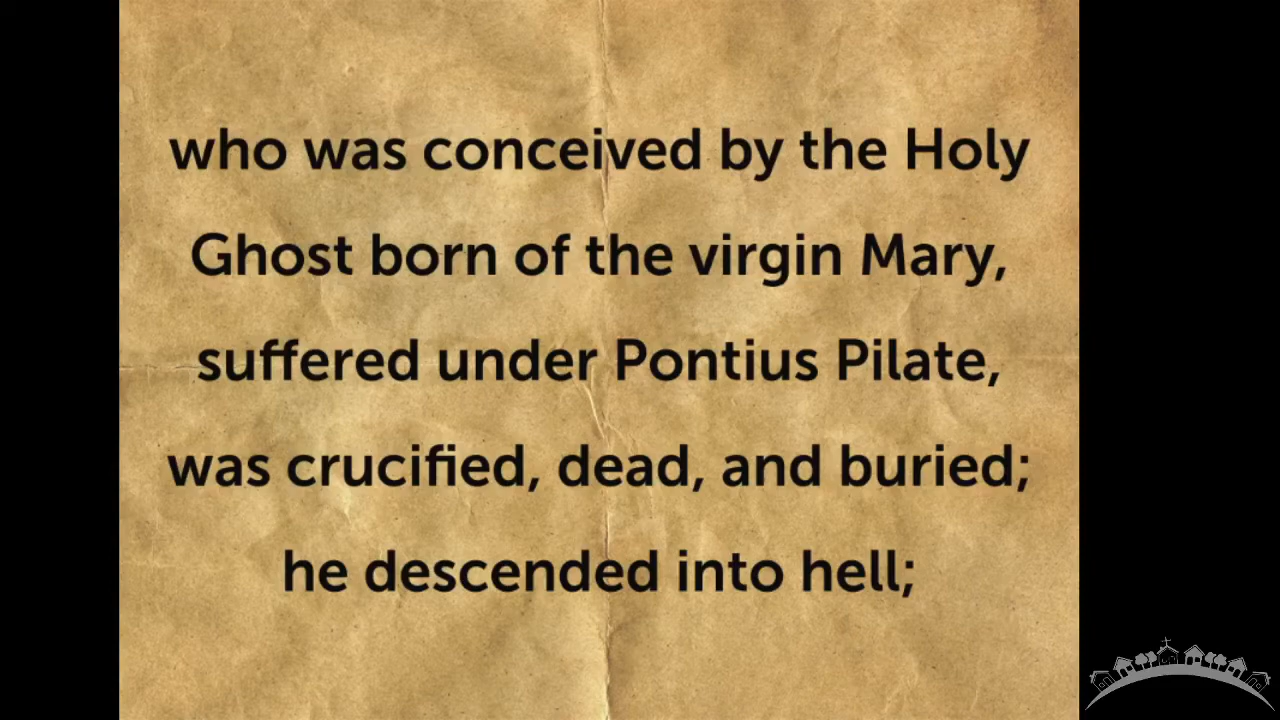 who was conceived by the Holy
Ghost born of the virgin Mary,
suffered under Pontius Pilate,
was crucified, dead, and buried;
he descended into hell;